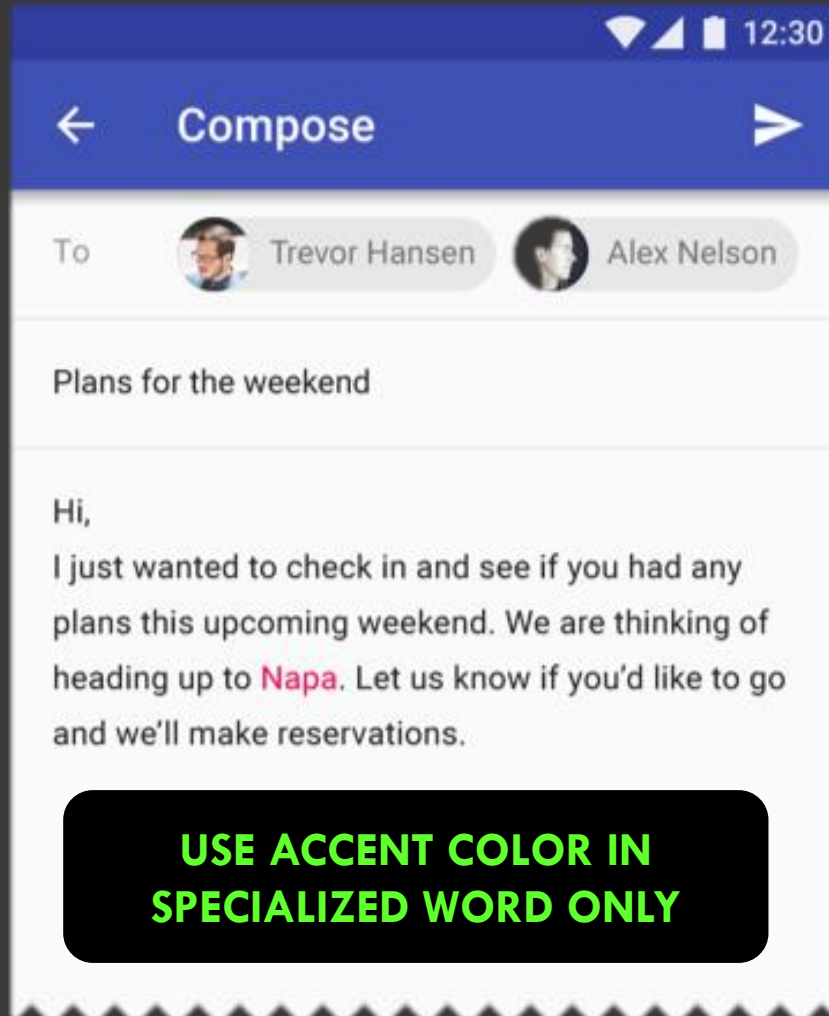 12:30
Compose
To Trevor Hansen Alex Nelson
Plans for the weekend
Hi,
I just wanted to check in and see if you had any
plans this upcoming weekend. We are thinking of
heading up to Napa. Let us know if you’d like to go
and we’ll make reservations.
USE ACCENT COLOR IN
SPECIALIZED WORD ONLY